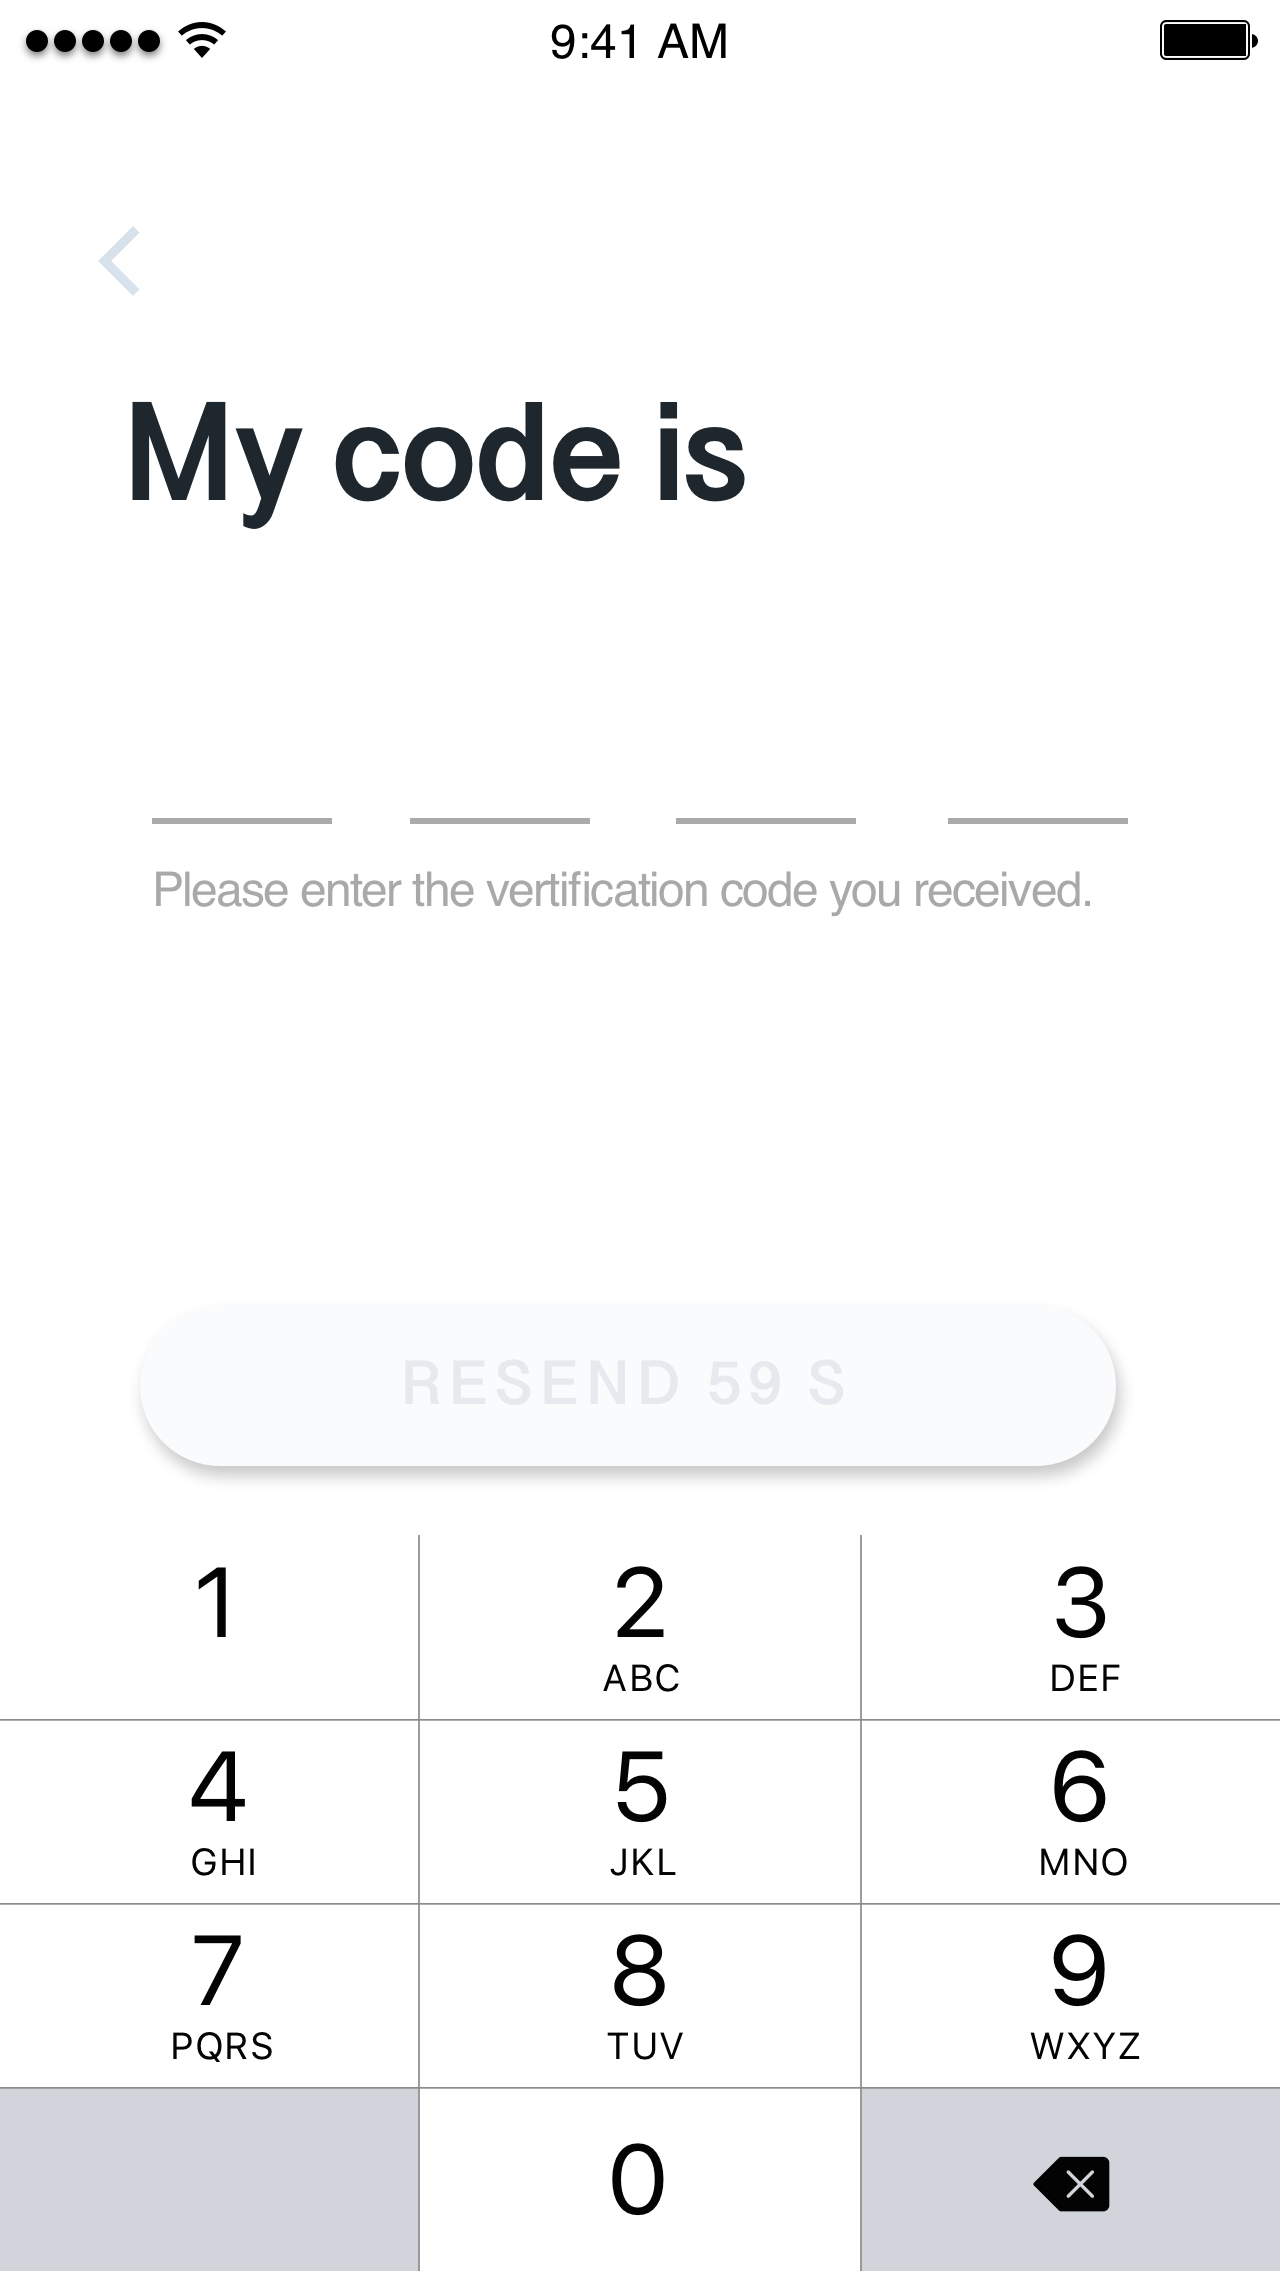 9:41 AM
My code is
Please enter the vertification code you received.
RESEND 59 S
1
2
3
ABC
DEF
4
5
6
GHI
JKL
MNO
7
8
9
PQRS
TUV
WXYZ
0